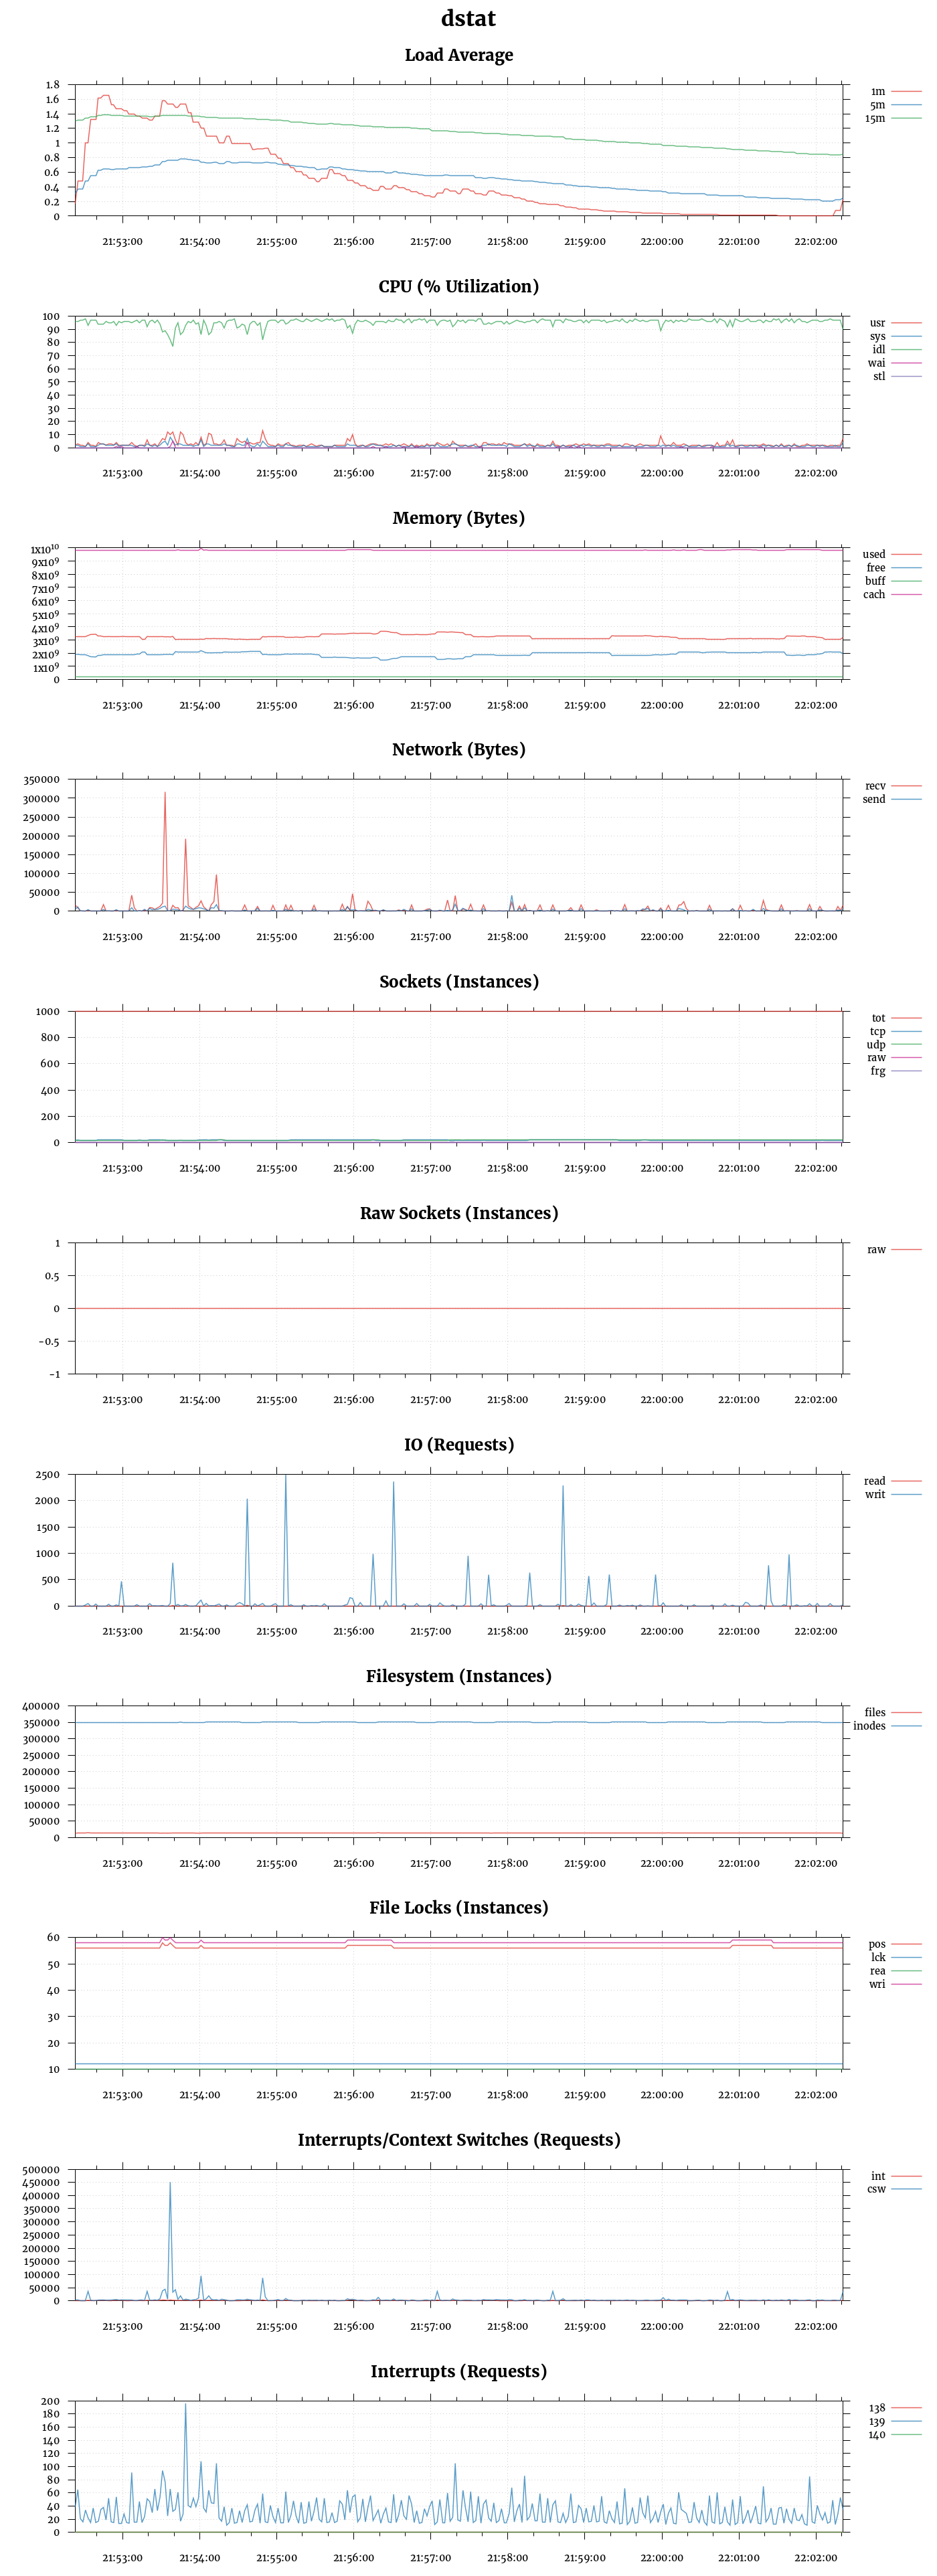 dstat
Load Average
1.8
1.6
1.4
1.2
1
0.8
0.6
0.4
0.2
0
21:53:00 21:54:00 21:55:00 21:56:00 21:57:00 21:58:00 21:59:00 22:00:00 22:01:00 22:02:00
1m
5m
15m
CPU (% Utilization)
100
90
80
70
60
50
40
30
20
10
0
21:53:00 21:54:00 21:55:00 21:56:00 21:57:00 21:58:00 21:59:00 22:00:00 22:01:00 22:02:00
usr
sys
idl
wai
stl
Memory (Bytes)
1x10¹⁰
9x10⁹
8x10⁹
7x10⁹
6x10⁹
5x10⁹
4x10⁹
3x10⁹
2x10⁹
1x10⁹
0
21:53:00 21:54:00 21:55:00 21:56:00 21:57:00 21:58:00 21:59:00 22:00:00 22:01:00 22:02:00
used
free
buff
cach
Network (Bytes)
350000
300000
250000
200000
150000
100000
50000
0
21:53:00 21:54:00 21:55:00 21:56:00 21:57:00 21:58:00 21:59:00 22:00:00 22:01:00 22:02:00
recv
send
Sockets (Instances)
1000
800
600
400
200
0
21:53:00 21:54:00 21:55:00 21:56:00 21:57:00 21:58:00 21:59:00 22:00:00 22:01:00 22:02:00
tot
tcp
udp
raw
frg
Raw Sockets (Instances)
1
0.5
0
-0.5
-1
21:53:00 21:54:00 21:55:00 21:56:00 21:57:00 21:58:00 21:59:00 22:00:00 22:01:00 22:02:00
raw
IO (Requests)
2500
2000
1500
1000
500
0
21:53:00 21:54:00 21:55:00 21:56:00 21:57:00 21:58:00 21:59:00 22:00:00 22:01:00 22:02:00
read
writ
Filesystem (Instances)
400000
350000
300000
250000
200000
150000
100000
50000
0
21:53:00 21:54:00 21:55:00 21:56:00 21:57:00 21:58:00 21:59:00 22:00:00 22:01:00 22:02:00
files
inodes
File Locks (Instances)
60
50
40
30
20
10
21:53:00 21:54:00 21:55:00 21:56:00 21:57:00 21:58:00 21:59:00 22:00:00 22:01:00 22:02:00
pos
lck
rea
wri
Interrupts/Context Switches (Requests)
500000
450000
400000
350000
300000
250000
200000
150000
100000
50000
0
21:53:00 21:54:00 21:55:00 21:56:00 21:57:00 21:58:00 21:59:00 22:00:00 22:01:00 22:02:00
int
csw
Interrupts (Requests)
200
180
160
140
120
100
80
60
40
20
0
21:53:00 21:54:00 21:55:00 21:56:00 21:57:00 21:58:00 21:59:00 22:00:00 22:01:00 22:02:00
138
139
140